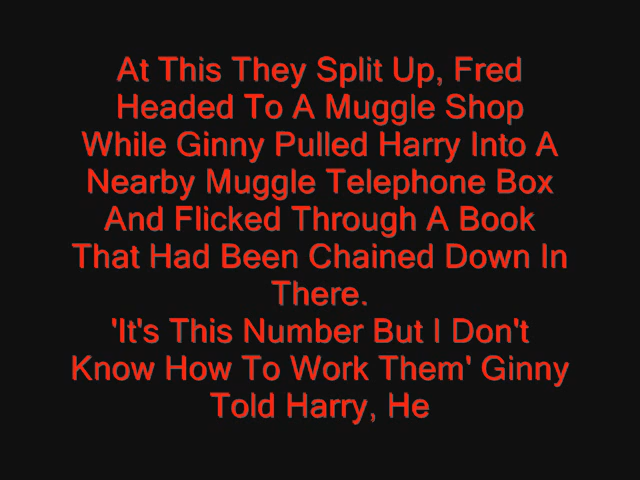 At This They Split Up, Fred
Headed To A Muggle Shop
While Ginny Pulled Harry Into A
Nearby Muggle Telephone Box
And Flicked Through A Book
That Had Been Chained Down In
There.
'It's This Number But I Don't
Know How To Work Them' Ginny
Told Harry, He